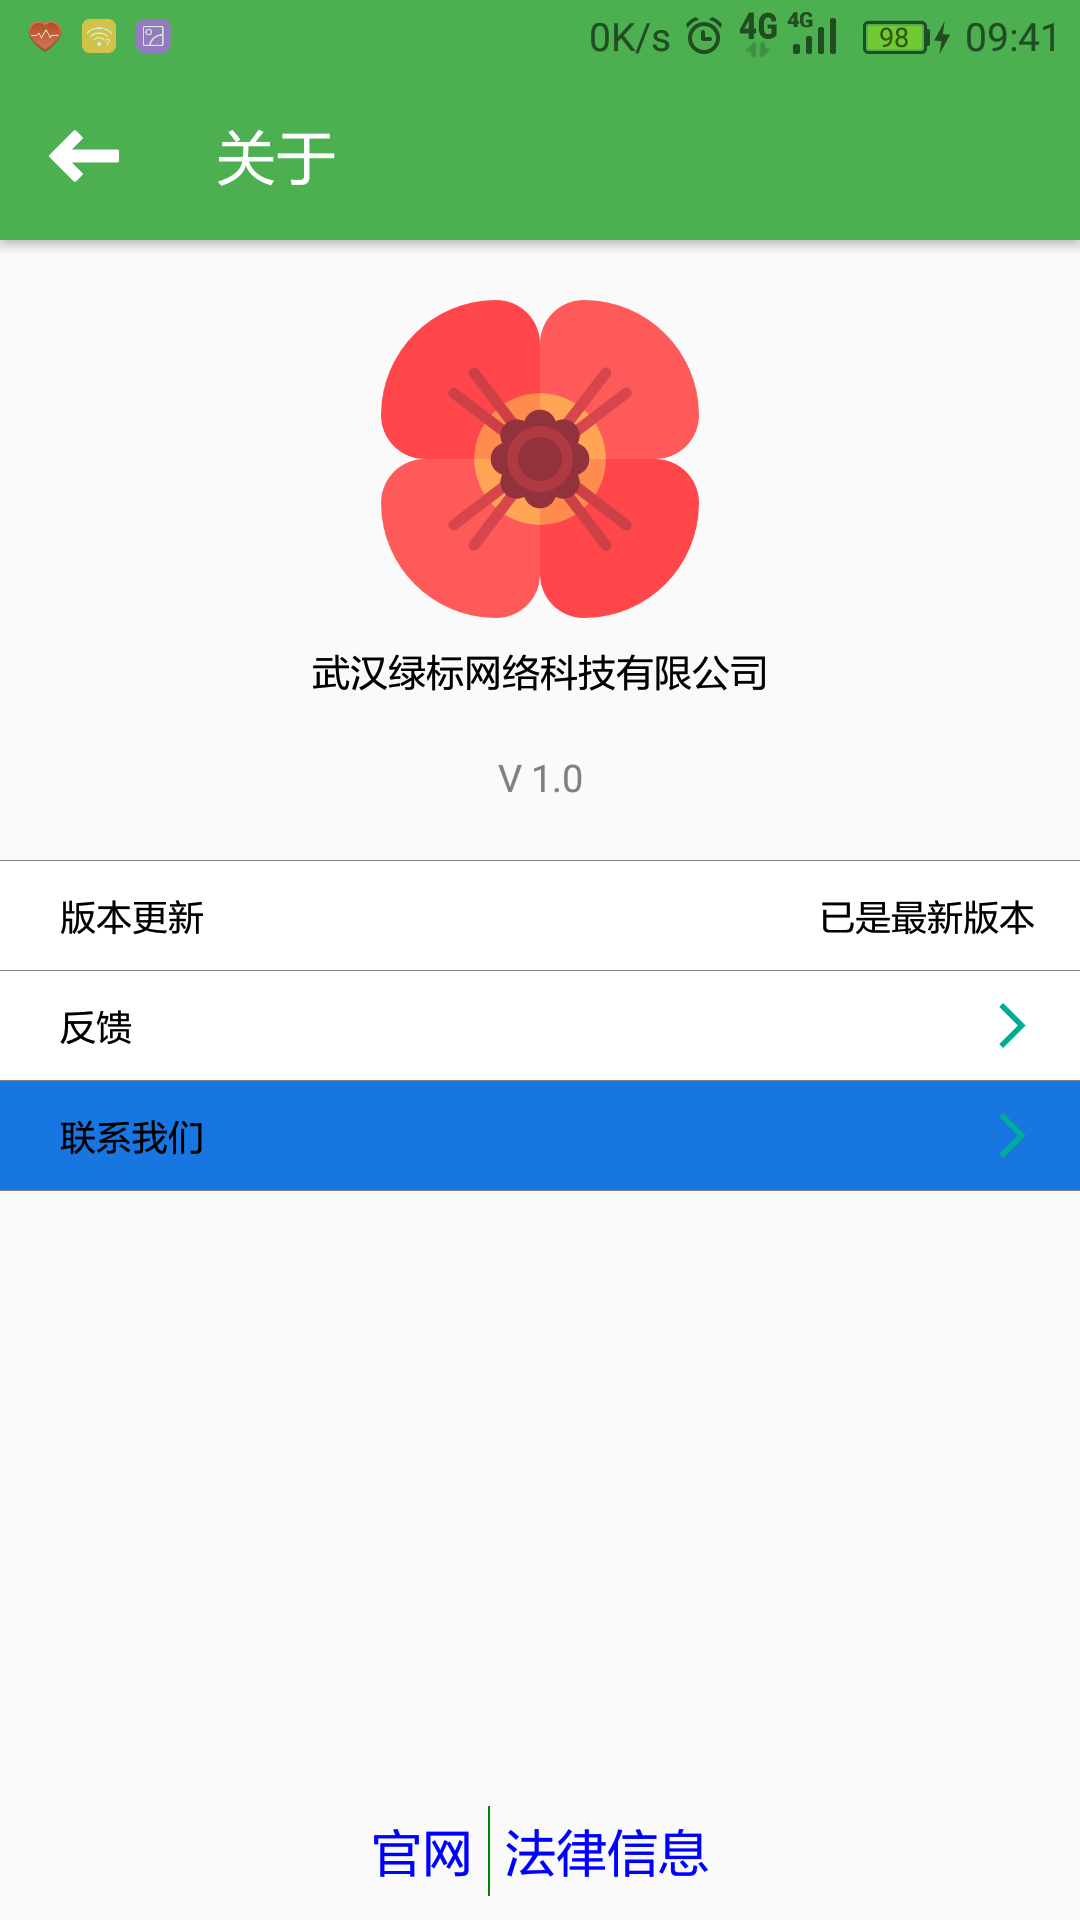 0K/s 4G 4G 98 09:41
关于
武汉绿标网络科技有限公司
V 1.0
版本更新 已是最新版本
反馈
联系我们
官网 法律信息